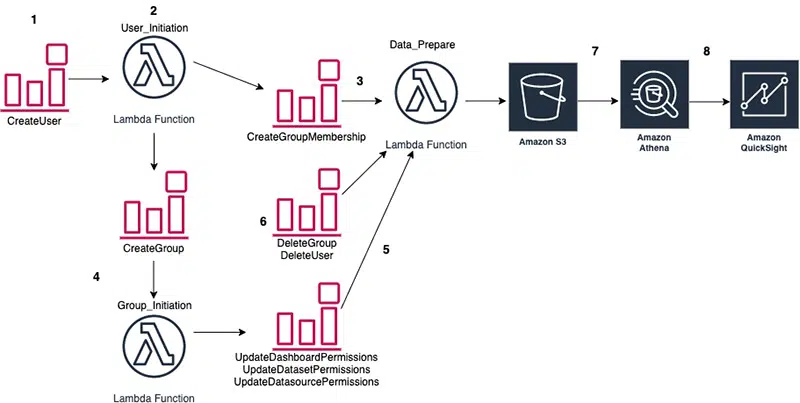 1
2
User_Initiation
CreateUser
Lambda Function
3
CreateGroupMembership
Data_Prepare
Lambda Function
7
8
Amazon S3
Amazon
Athena
Amazon
QuickSight
CreateGroup
6
DeleteGroup
DeleteUser
5
4
Group_Initiation
Lambda Function
UpdateDashboardPermissions
UpdateDatasetPermissions
UpdateDatasourcePermissions